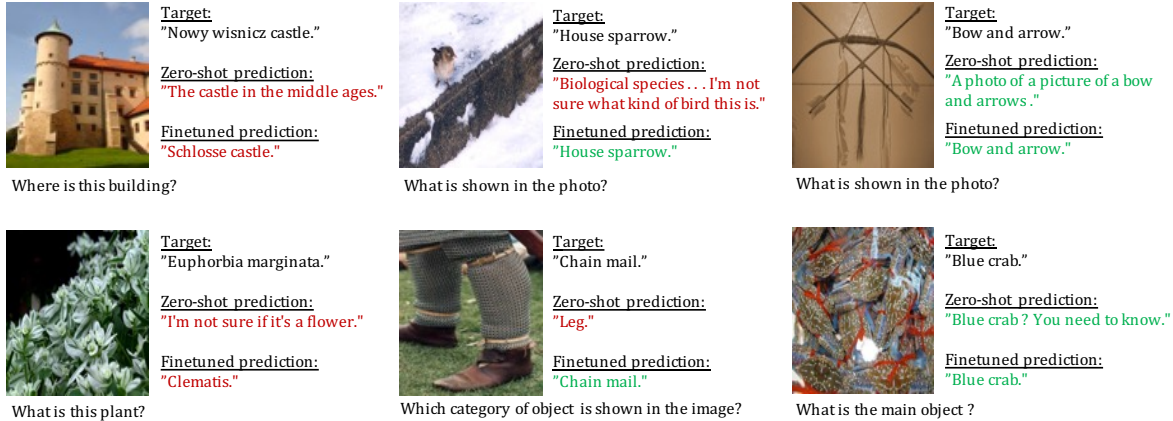 Target:
”Nowy wisnicz castle.”
Zero-shot prediction:
"The castle in the middle ages."
Finetuned prediction:
"Schlosse castle."
Where is this building?
Target:
”House sparrow.”
Zero-shot prediction:
"Biological species . . . I'm not
sure what kind of bird this is."
Finetuned prediction:
"House sparrow."
What is shown in the photo?
Target:
”Bow and arrow.”
Zero-shot prediction:
"A photo of a picture of a bow
and arrows ."
Finetuned prediction:
"Bow and arrow."
What is shown in the photo?
Target:
”Euphorbia marginata.”
Zero-shot prediction:
"I'm not sure if it's a flower."
Finetuned prediction:
”Clematis."
What is this plant?
Target:
”Chain mail.”
Zero-shot prediction:
”Leg."
Finetuned prediction:
”Chain mail."
Which category of object is shown in the image?
Target:
”Blue crab.”
Zero-shot prediction:
”Blue crab ? You need to know."
Finetuned prediction:
”Blue crab."
What is the main object ?